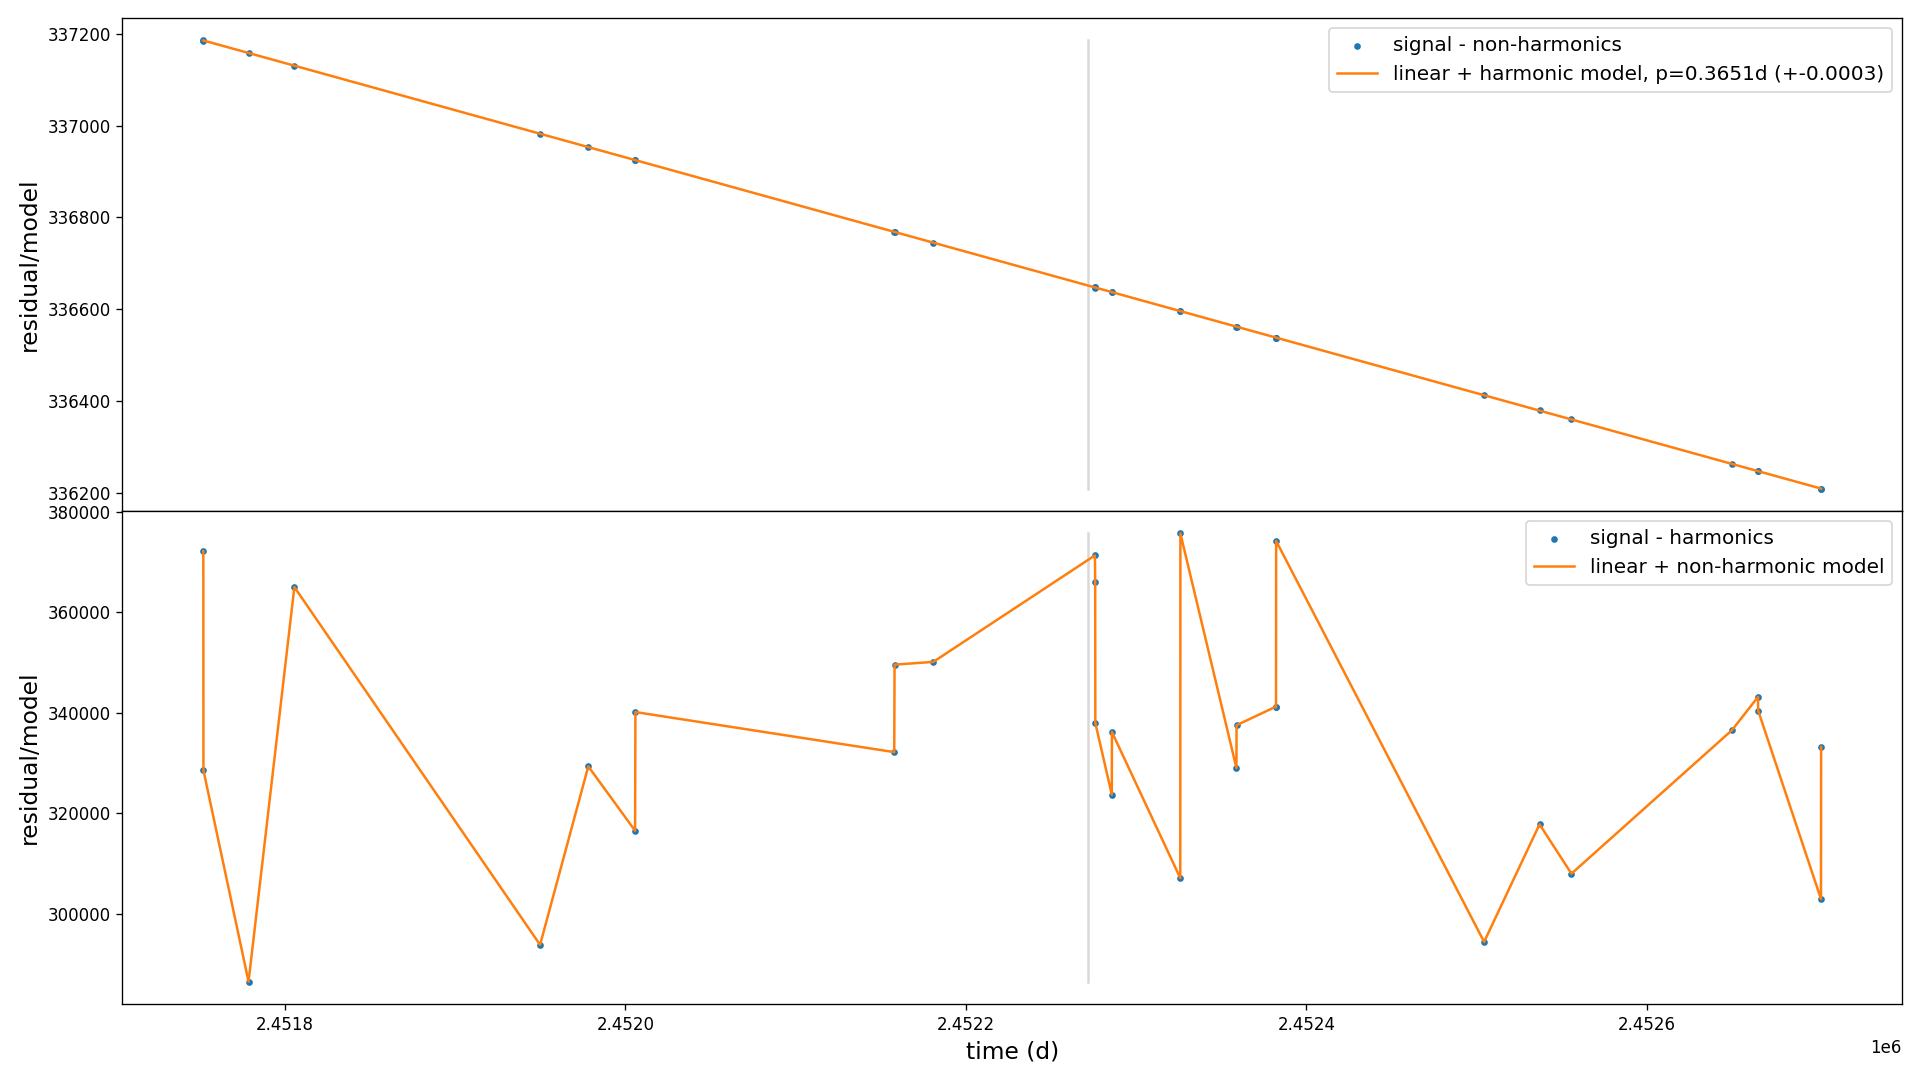 337200
337000
336800
336600
336400
336200
residual/model
signal - non-harmonics
linear + harmonic model, p=0.3651d (+-0.0003)
380000
360000
340000
320000
300000
residual/model
signal - harmonics
linear + non-harmonic model
2.4518
2.4520
2.4522
2.4524
2.4526
1e6
time (d)